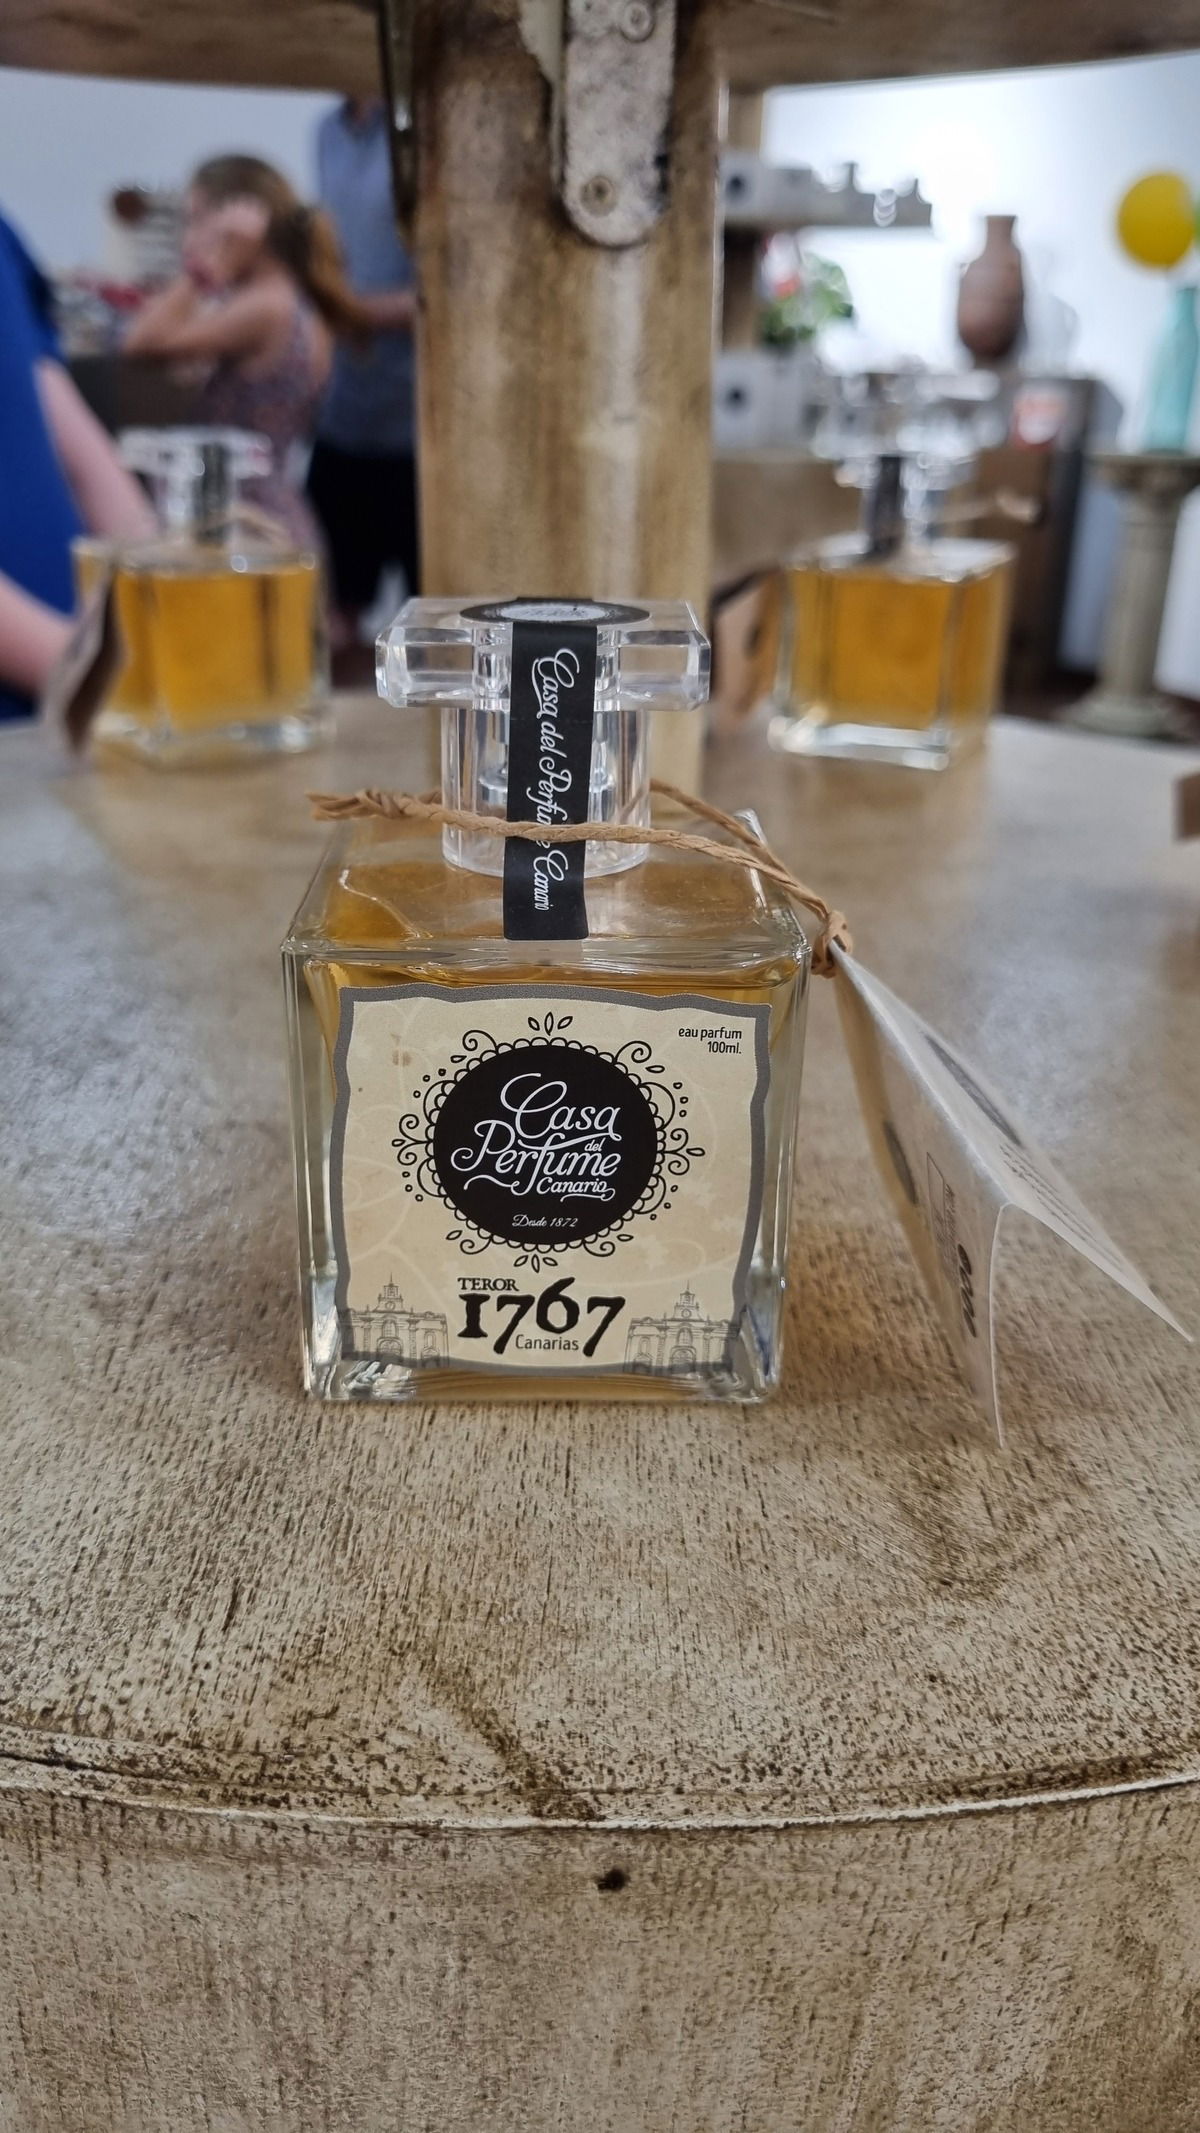 Casa del Perfume Canario
eau parfum
100ml.
Casa
del
Perfume
Canario
Desde 1872
TEROR
1767
Canarias